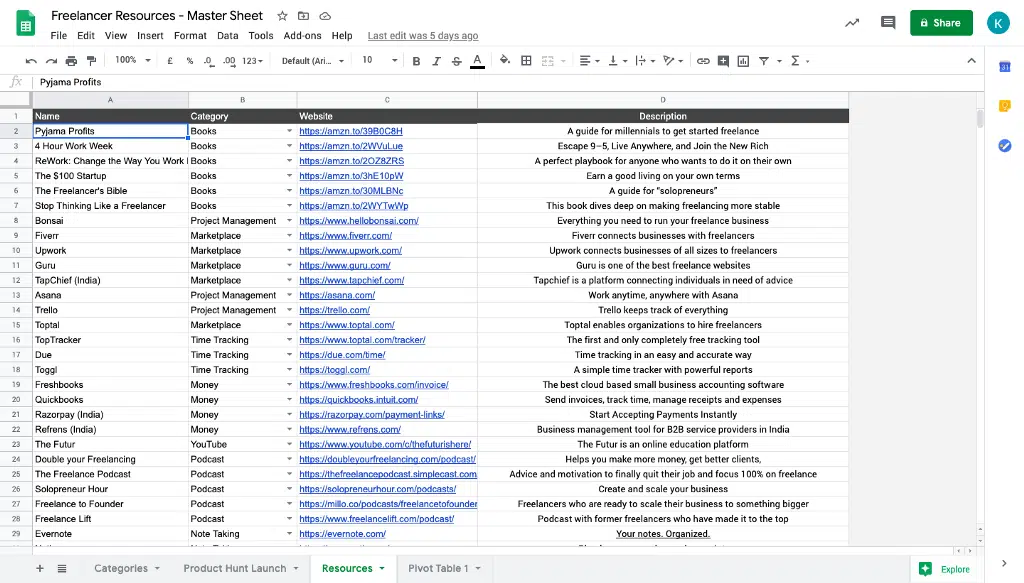 Freelancer Resources - Master Sheet
Share
K
File Edit View Insert Format Data Tools Add-ons Help Last edit was 5 days ago
100% £ % .0 .00 123 Default (Ari... 10 B I S A Σ
fx Pyjama Profits
A B C D
1 Name Category Website Description
2 Pyjama Profits Books https://amzn.to/39B0C8H A guide for millennials to get started freelance
3 4 Hour Work Week Books https://amzn.to/2WVuLue Escape 9–5, Live Anywhere, and Join the New Rich
4 ReWork: Change the Way You Work Books https://amzn.to/2OZ8ZRS A perfect playbook for anyone who wants to do it on their own
5 The $100 Startup Books https://amzn.to/3hE10pW Earn a good living on your own terms
6 The Freelancer's Bible Books https://amzn.to/30MLBNc A guide for “solopreneurs”
7 Stop Thinking Like a Freelancer Books https://amzn.to/2WYTwWp This book dives deep on making freelancing more stable
8 Bonsai Project Management https://www.hellobonsai.com/ Everything you need to run your freelance business
9 Fiverr Marketplace https://www.fiverr.com/ Fiverr connects businesses with freelancers
10 Upwork Marketplace https://www.upwork.com/ Upwork connects businesses of all sizes to freelancers
11 Guru Marketplace https://www.guru.com/ Guru is one of the best freelance websites
12 TapChief (India) Marketplace https://www.tapchief.com/ Tapchief is a platform connecting individuals in need of advice
13 Asana Project Management https://asana.com/ Work anytime, anywhere with Asana
14 Trello Project Management https://trello.com/ Trello keeps track of everything
15 Toptal Marketplace https://www.toptal.com/ Toptal enables organizations to hire freelancers
16 TopTracker Time Tracking https://www.toptal.com/tracker/ The first and only completely free tracking tool
17 Due Time Tracking https://due.com/time/ Time tracking in an easy and accurate way
18 Toggl Time Tracking https://toggl.com/ A simple time tracker with powerful reports
19 Freshbooks Money https://www.freshbooks.com/invoice/ The best cloud based small business accounting software
20 Quickbooks Money https://quickbooks.intuit.com/ Send invoices, track time, manage receipts and expenses
21 Razorpay (India) Money https://razorpay.com/payment-links/ Start Accepting Payments Instantly
22 Refrens (India) Money https://www.refrens.com/ Business management tool for B2B service providers in India
23 The Futur YouTube https://www.youtube.com/c/thefuturishere/ The Futur is an online education platform
24 Double your Freelancing Podcast https://doubleyourfreelancing.com/podcast/ Helps you make more money, get better clients,
25 The Freelance Podcast Podcast https://thefreelancepodcast.simplecast.com Advice and motivation to finally quit their job and focus 100% on freelance
26 Solopreneur Hour Podcast https://solopreneurhour.com/podcasts/ Create and scale your business
27 Freelance to Founder Podcast https://millo.co/podcasts/freelancetofounder Freelancers who are ready to scale their business to something bigger
28 Freelance Lift Podcast https://www.freelancelift.com/podcast/ Podcast with former freelancers who have made it to the top
29 Evernote Note Taking https://evernote.com/ Your notes. Organized.
Categories Product Hunt Launch Resources Pivot Table 1 Explore